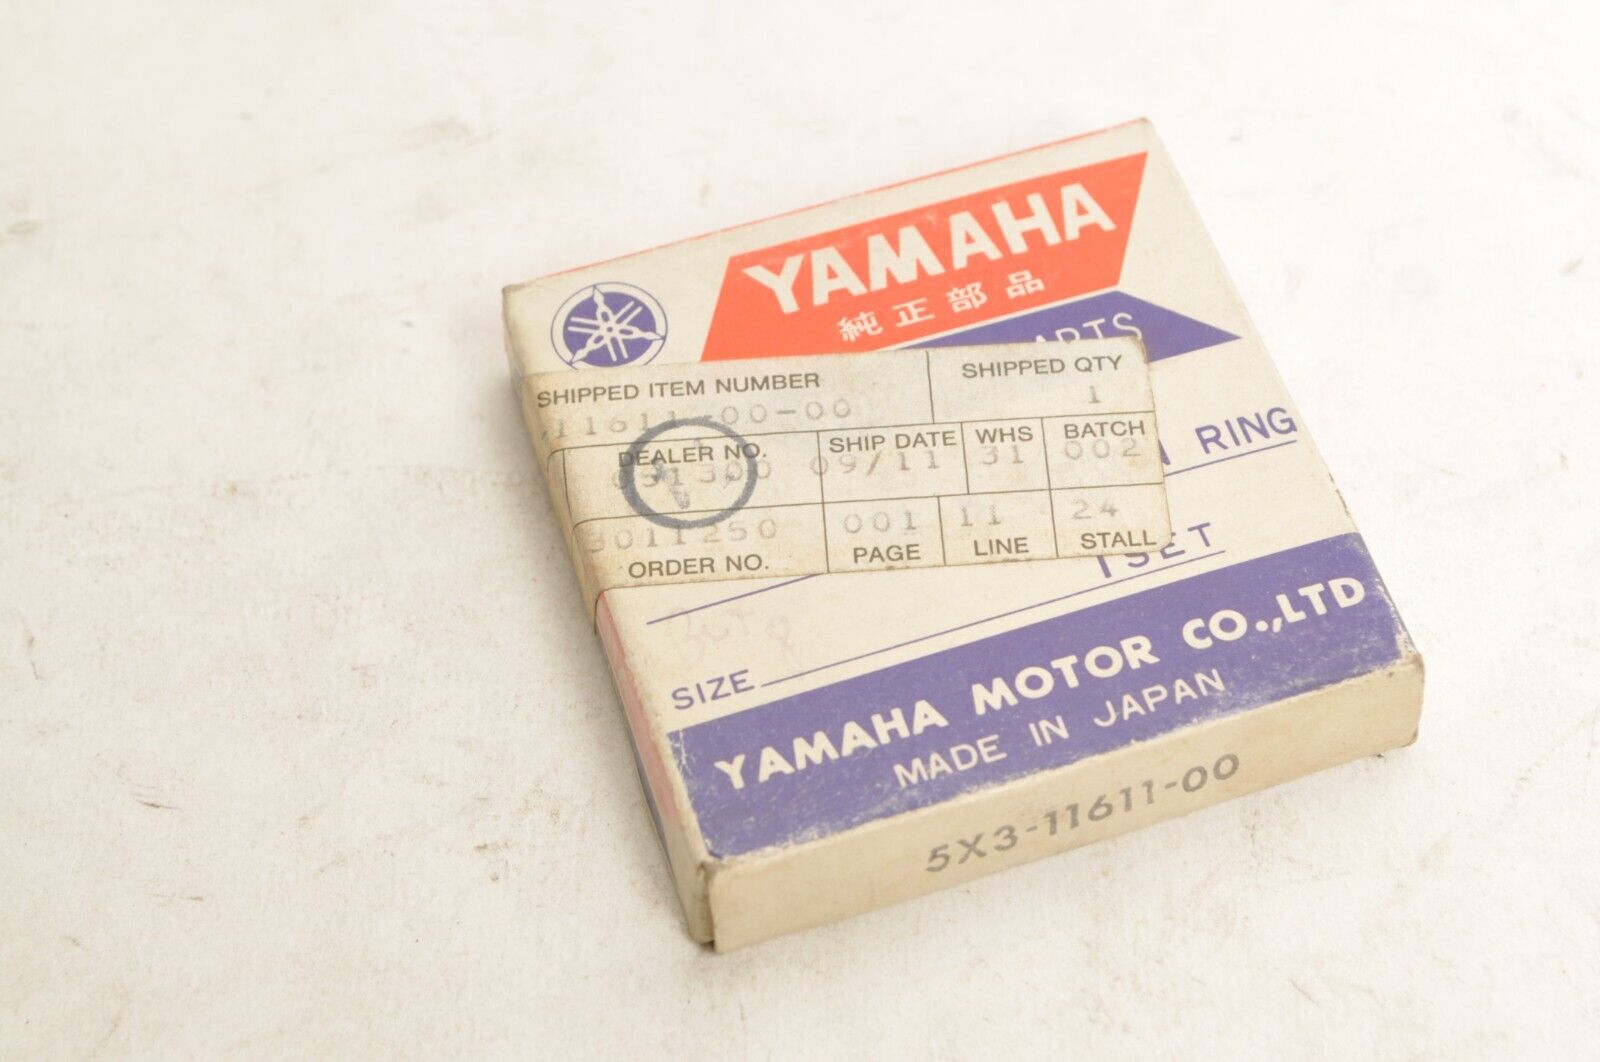 YAMAHA
純正部品
PARTS
SHIPPED ITEM NUMBER
SHIPPED QTY
11611-00-00
1
DEALER NO.
SHIP DATE
WHS
BATCH
09/11
31
002
RING
3011250
001
11
24
ORDER NO.
PAGE
LINE
STALL
1SET
SIZE
YAMAHA MOTOR CO.,LTD
MADE IN JAPAN
5X3-11611-00